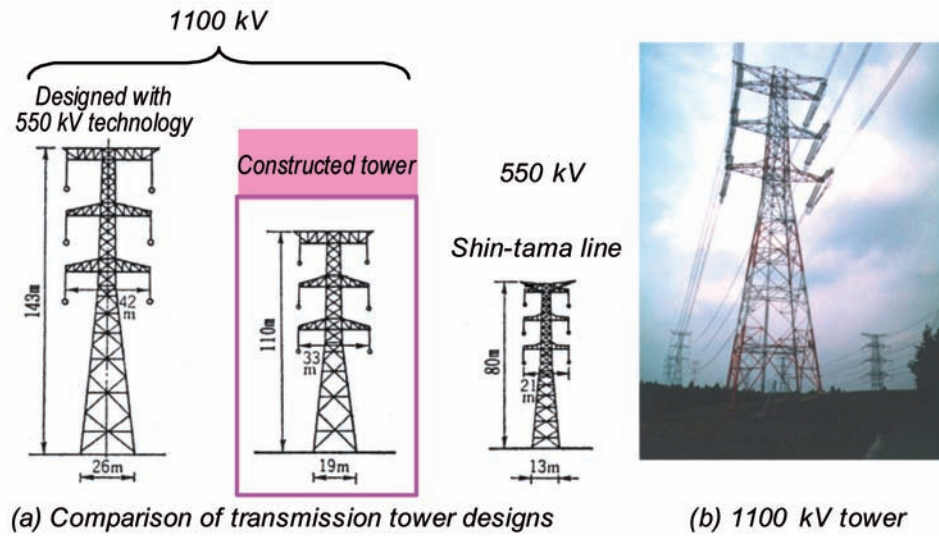 1100 kV
Designed with
550 kV technology
143m
42
m
26m
Constructed tower
110m
33
m
19m
550 kV
Shin-tama line
80m
21
m
13m
(a) Comparison of transmission tower designs
(b) 1100 kV tower